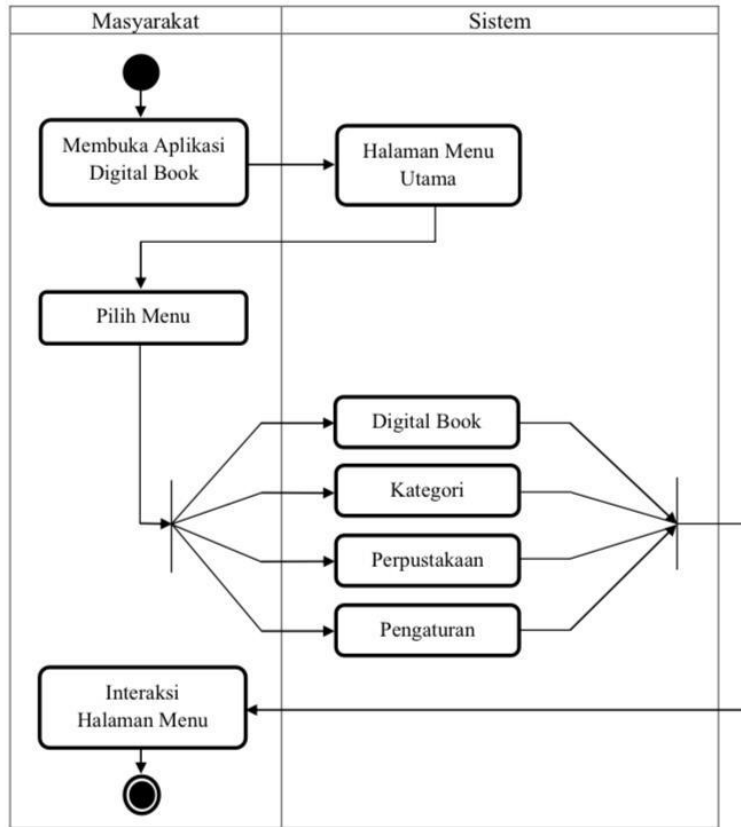 Masyarakat
Sistem
Membuka Aplikasi
Digital Book
Halaman Menu
Utama
Pilih Menu
Digital Book
Kategori
Perpustakaan
Pengaturan
Interaksi
Halaman Menu